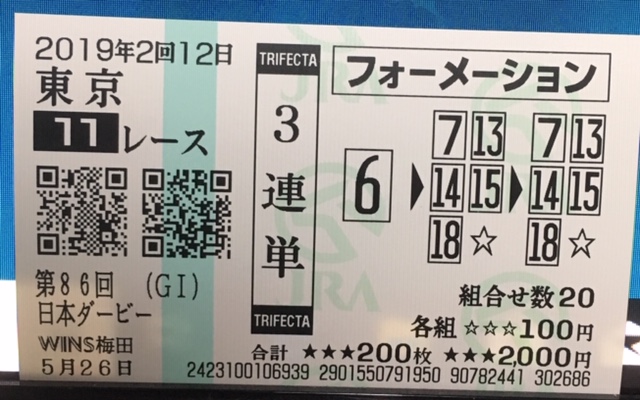 2019年2回12日
東京
11レース
第86回 (GI)
日本ダービー
WINS梅田
5月26日
TRIFECTA
3連単
TRIFECTA
フォーメーション
6
7 13
14 15
18 ☆
7 13
14 15
18 ☆
JRA
組合せ数20
各組 ☆☆☆100円
合計 ★★★200枚 ★★★2,000円
2423100106939 2901550791950 90782441 302686